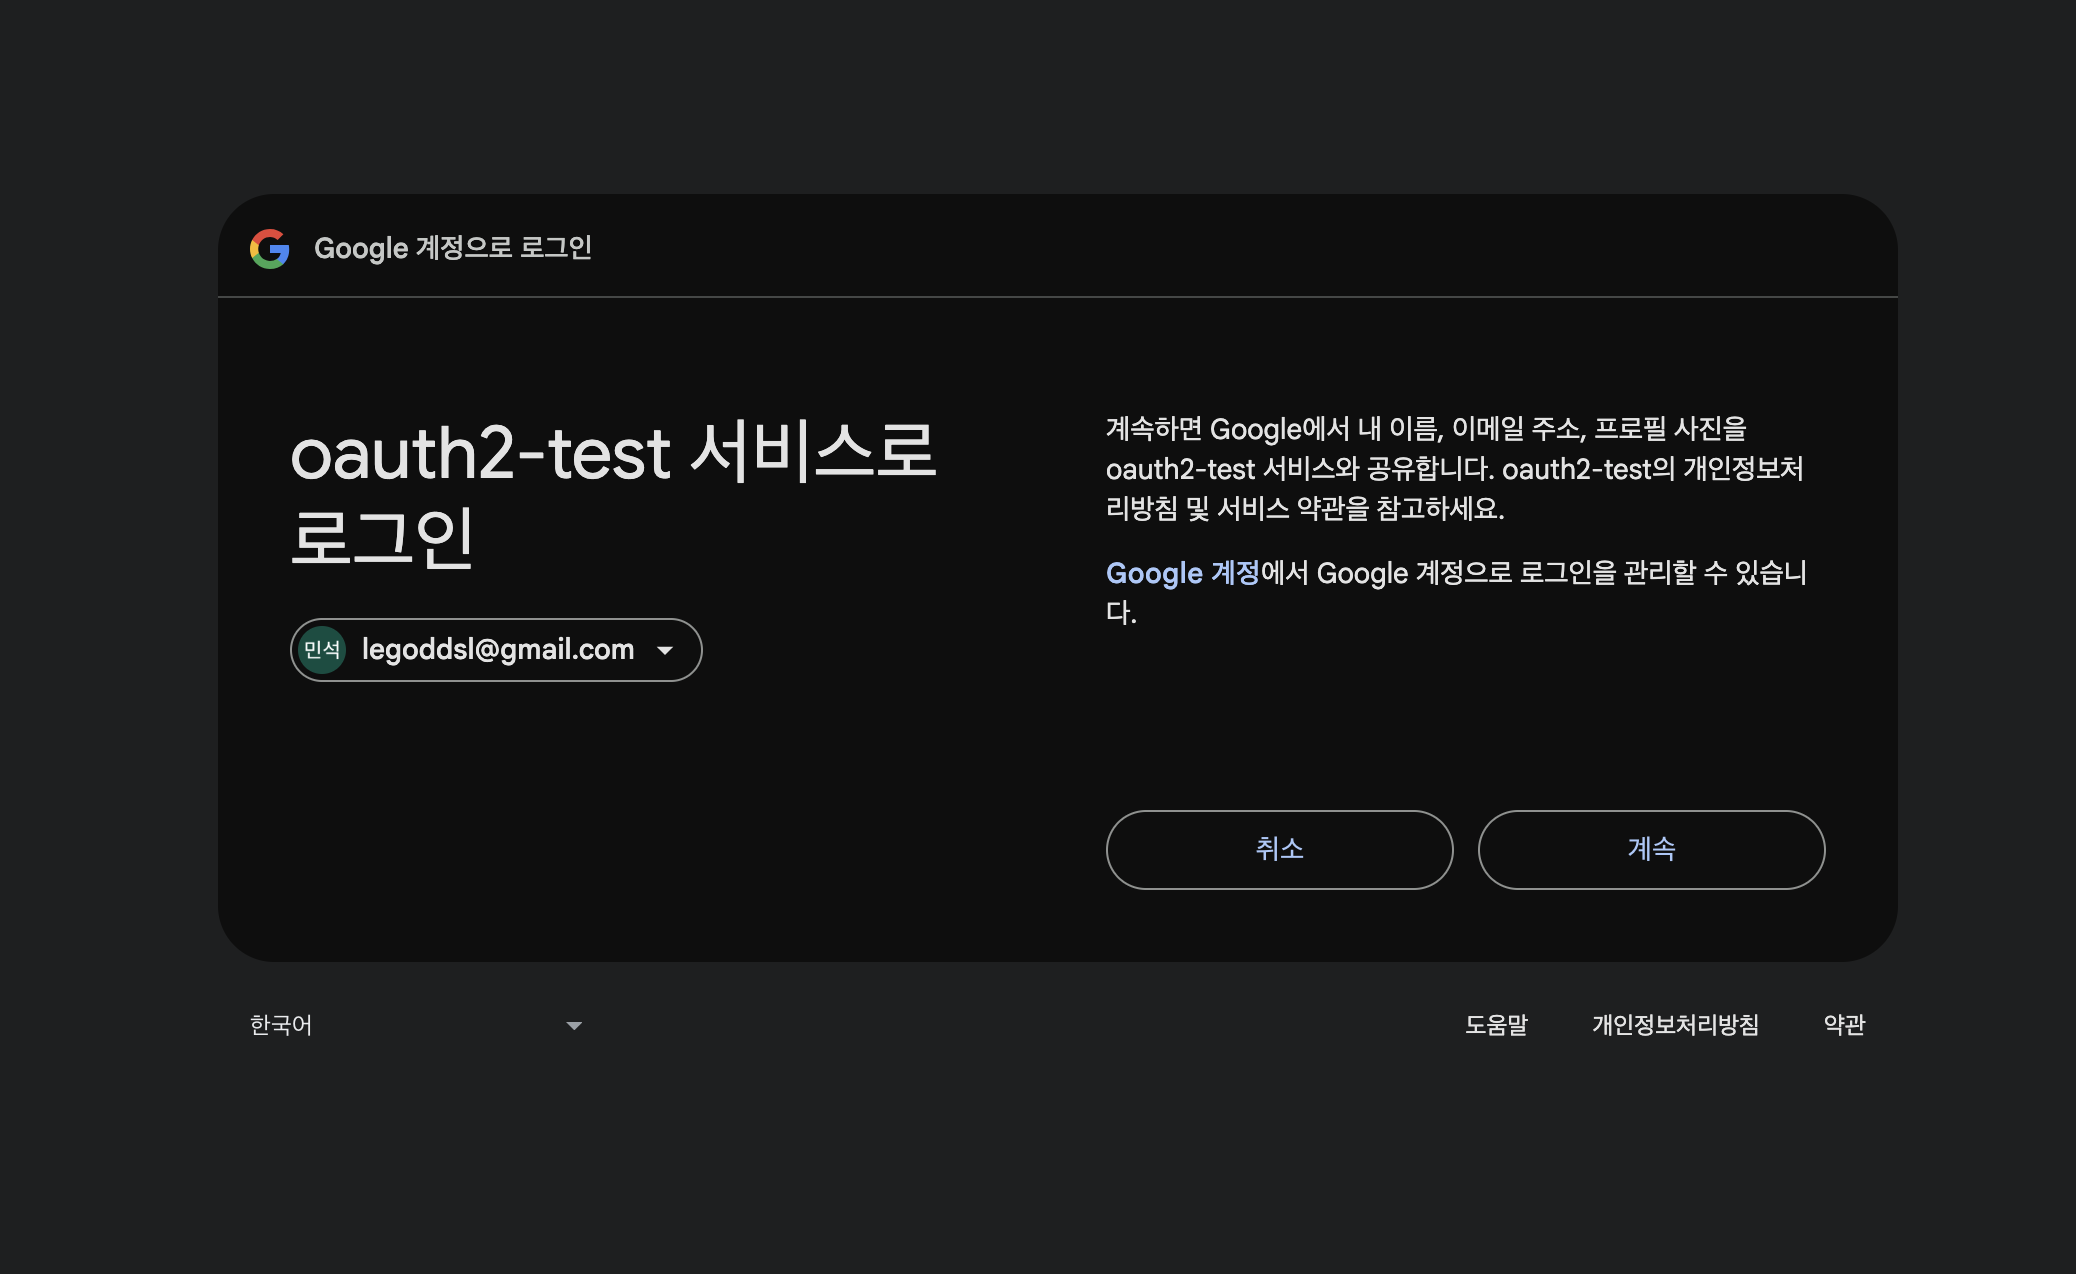 Google 계정으로 로그인
oauth2-test 서비스로
로그인
민석 legoddsl@gmail.com
계속하면 Google에서 내 이름, 이메일 주소, 프로필 사진을
oauth2-test 서비스와 공유합니다. oauth2-test의 개인정보처
리방침 및 서비스 약관을 참고하세요.
Google 계정에서 Google 계정으로 로그인을 관리할 수 있습니
다.
취소 계속
한국어 도움말 개인정보처리방침 약관